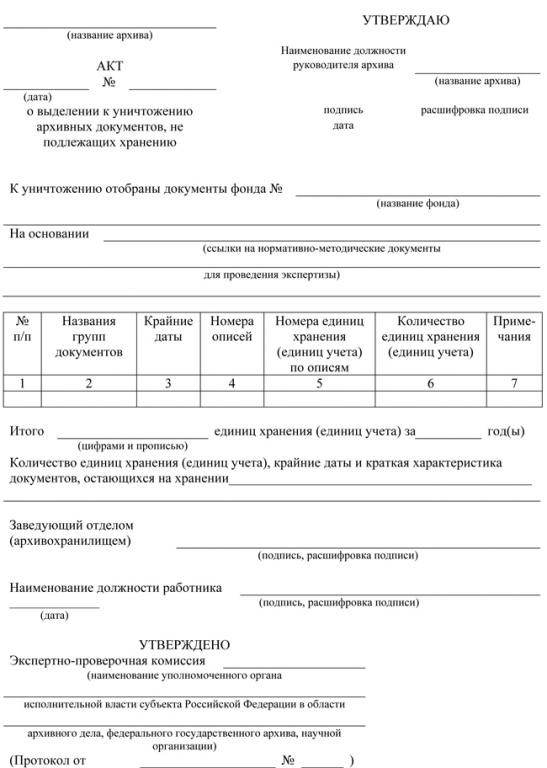 УТВЕРЖДАЮ
(название архива)
Наименование должности
руководителя архива
(название архива)
АКТ
№
(дата)
подпись
расшифровка подписи
дата
о выделении к уничтожению
архивных документов, не
подлежащих хранению
К уничтожению отобраны документы фонда №
(название фонда)
На основании
(ссылки на нормативно-методические документы
для проведения экспертизы)
№ п/п
Названия групп документов
Крайние даты
Номера описей
Номера единиц хранения (единиц учета) по описям
Количество единиц хранения (единиц учета)
Приме-чания
1 2 3 4 5 6 7
Итого единиц хранения (единиц учета) за год(ы)
(цифрами и прописью)
Количество единиц хранения (единиц учета), крайние даты и краткая характеристика
документов, остающихся на хранении
Заведующий отделом
(архивохранилищем)
(подпись, расшифровка подписи)
Наименование должности работника
(подпись, расшифровка подписи)
(дата)
УТВЕРЖДЕНО
Экспертно-проверочная комиссия
(наименование уполномоченного органа
исполнительной власти субъекта Российской Федерации в области
архивного дела, федерального государственного архива, научной
организации)
(Протокол от № )